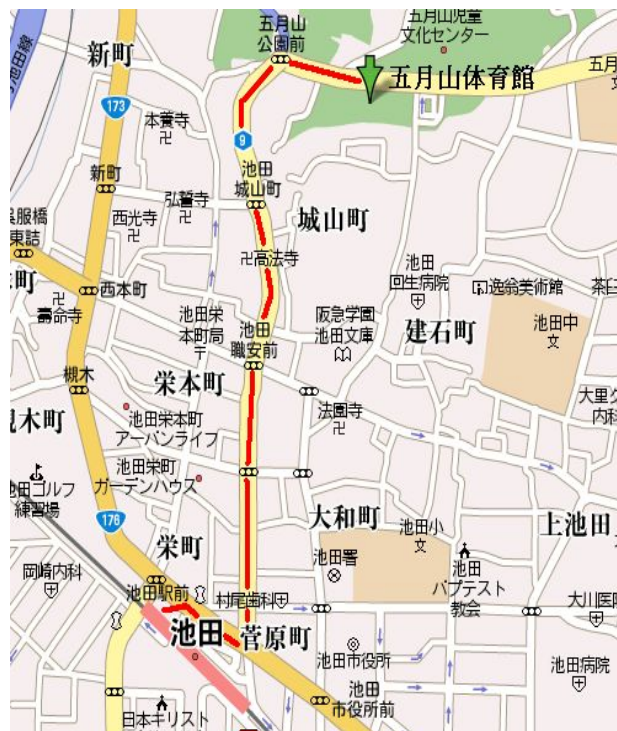 五月山
公園前
五月山児童
文化センター
新町
五月山体育館
173
本養寺
9
池田
城山町
新町
弘誓寺
西光寺
城山町
呉服橋
東詰
高法寺
池田
回生病院
逸翁美術館
西本町
壽命寺
池田栄
本町局
池田
職安前
阪急学園
池田文庫
建石町
池田中
槻木
栄本町
池田栄本町
アーバンライフ
法園寺
大里
内科
槻木町
池田栄町
ガーデンハウス
池田ゴルフ
練習場
176
大和町
池田小
上池田
栄町
岡崎内科
池田署
池田
バプテスト
教会
池田駅前
村尾歯科
大川医院
池田
菅原町
池田市役所
池田病院
池田
市役所前
日本キリスト